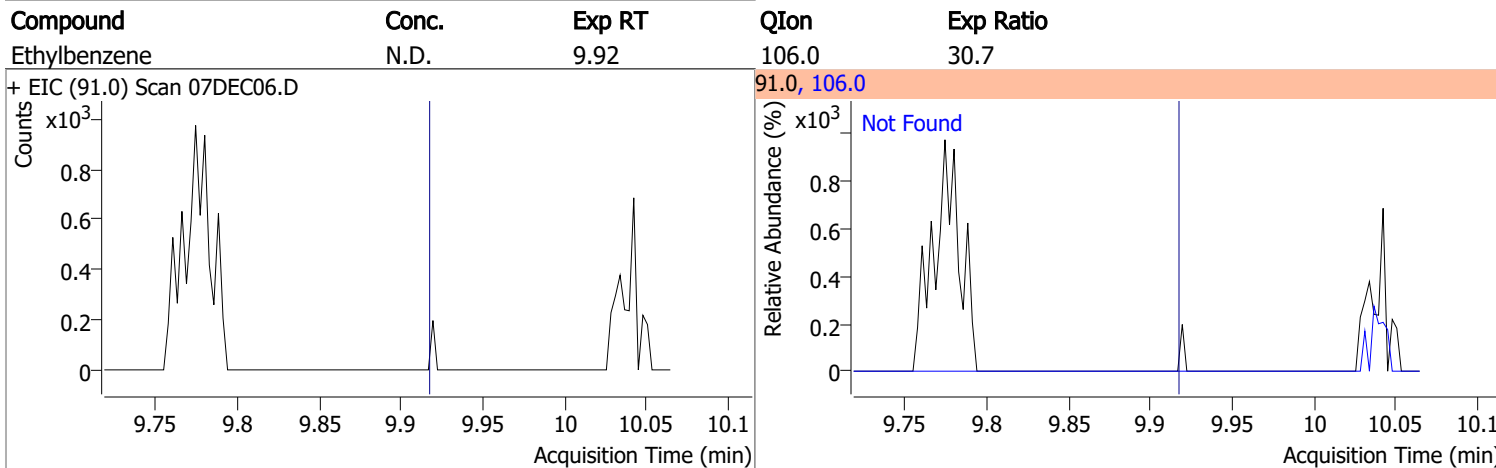 Compound Conc. Exp RT QIon Exp Ratio
Ethylbenzene N.D. 9.92 106.0 30.7
+ EIC (91.0) Scan 07DEC06.D
Counts
x10³
0.8
0.6
0.4
0.2
0
9.75 9.8 9.85 9.9 9.95 10 10.05 10.1
Acquisition Time (min)
91.0, 106.0
Relative Abundance (%)
x10³
Not Found
0.8
0.6
0.4
0.2
0
9.75 9.8 9.85 9.9 9.95 10 10.05 10.1
Acquisition Time (min)